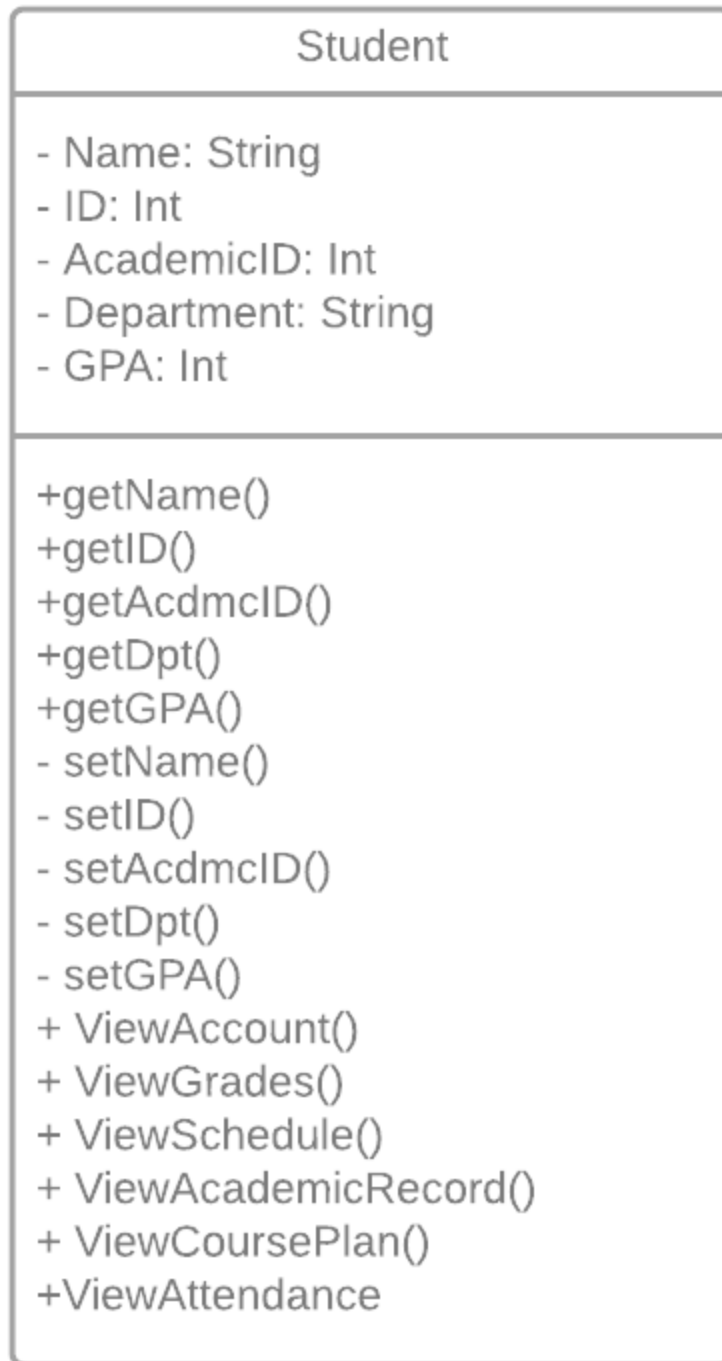 Student
- Name: String
- ID: Int
- AcademicID: Int
- Department: String
- GPA: Int
+getName()
+getID()
+getAcdmcID()
+getDpt()
+getGPA()
- setName()
- setID()
- setAcdmcID()
- setDpt()
- setGPA()
+ ViewAccount()
+ ViewGrades()
+ ViewSchedule()
+ ViewAcademicRecord()
+ ViewCoursePlan()
+ViewAttendance